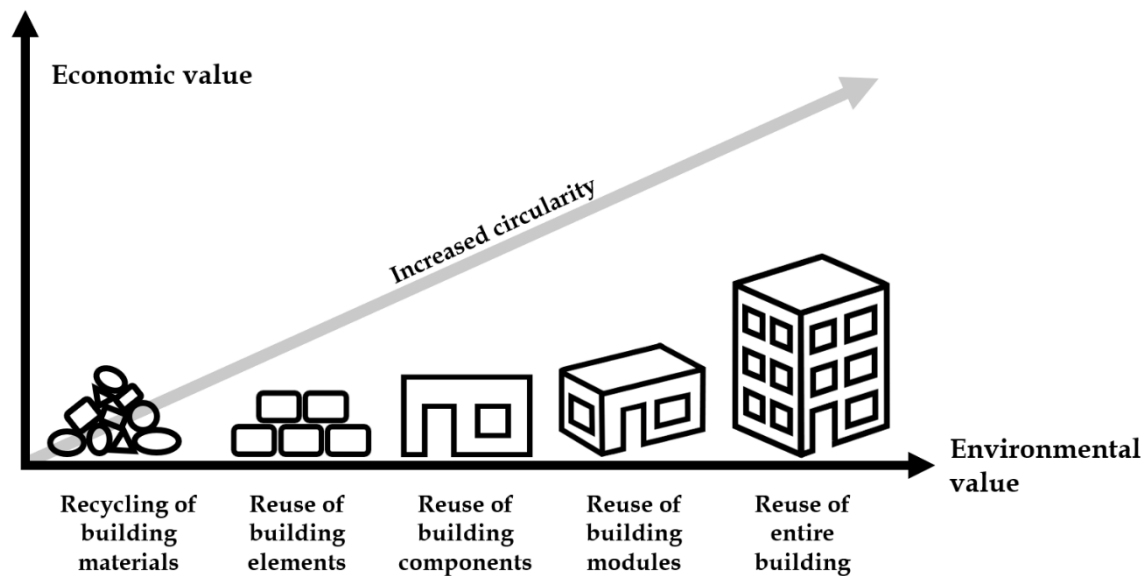 Economic value
Increased circularity
Environmental
value
Recycling of
building
materials
Reuse of
building
elements
Reuse of
building
components
Reuse of
building
modules
Reuse of
entire
building